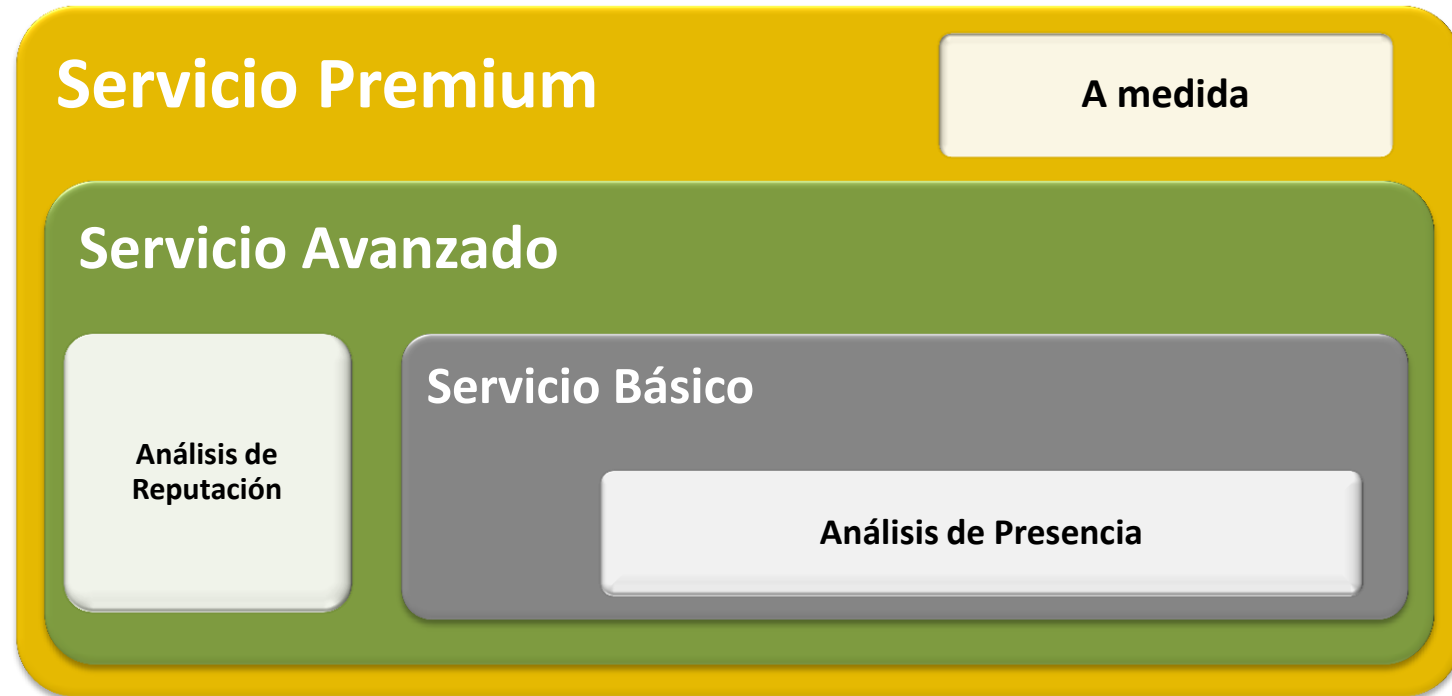 Servicio Premium
A medida
Servicio Avanzado
Análisis de
Reputación
Servicio Básico
Análisis de Presencia